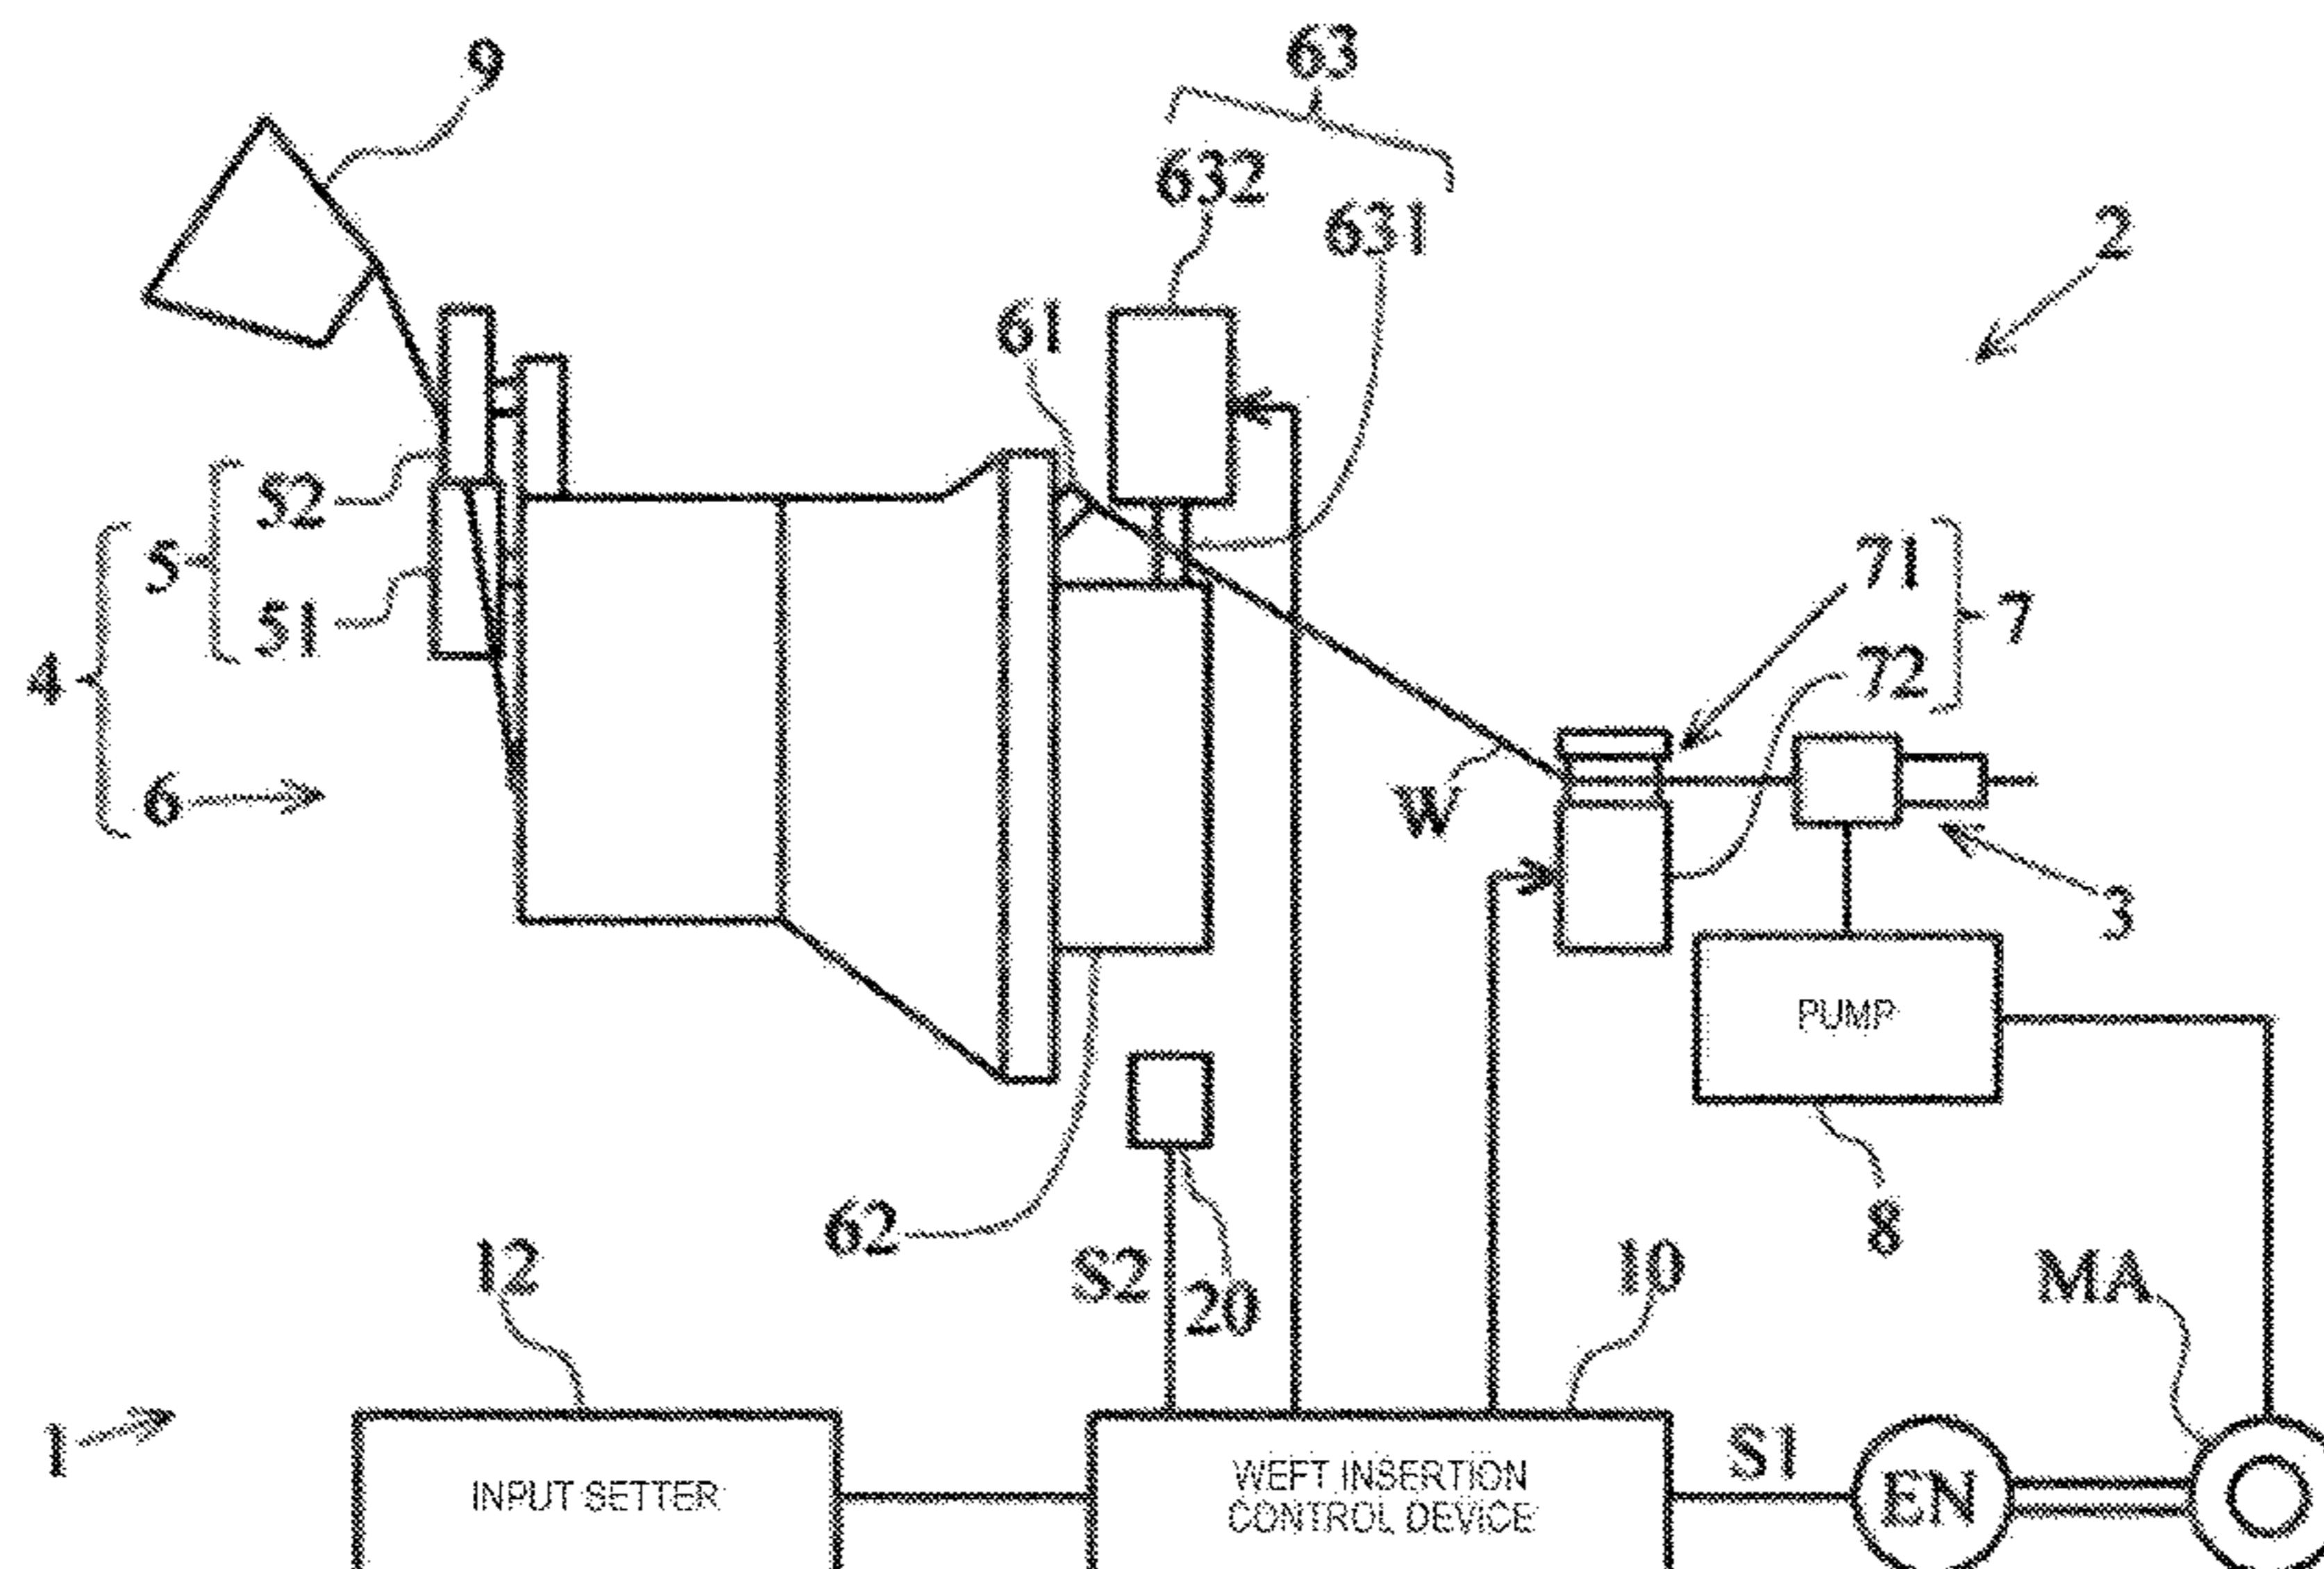 9
63
632
631
2
61
5
52
51
71
7
72
4
6
W
3
PUMP
62
8
12
S2
20
10
MA
1
INPUT SETTER
WEFT INSERTION
CONTROL DEVICE
S1
EN